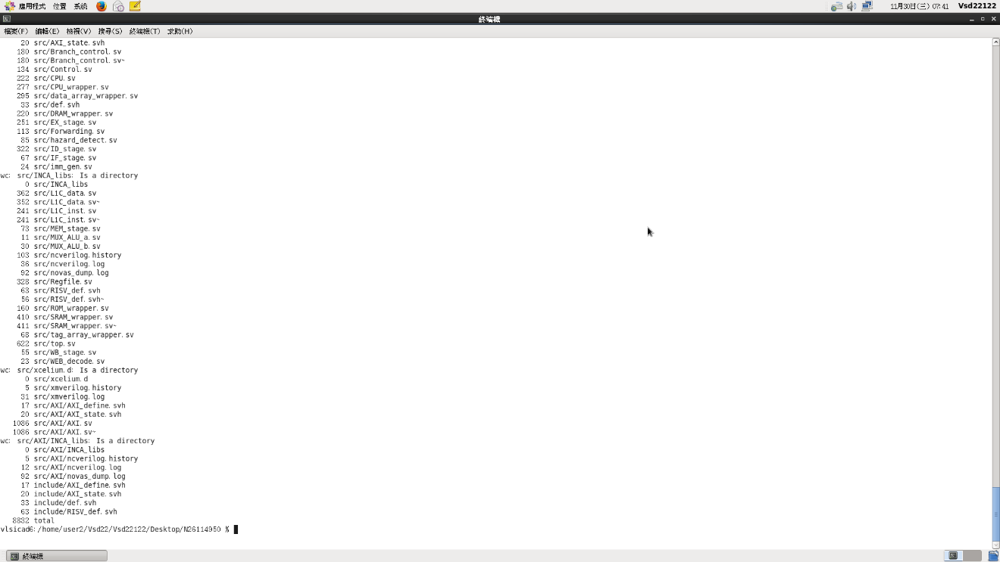 應用程式 位置 系統 11月30日(三) 07:41 Vsd22122
終端機
檔案(F) 編輯(E) 檢視(V) 搜尋(S) 終端機(T) 求助(H)
20 src/AXI_state.svh
180 src/Branch_control.sv
180 src/Branch_control.sv~
134 src/Control.sv
222 src/CPU.sv
277 src/CPU_wrapper.sv
295 src/data_array_wrapper.sv
33 src/def.svh
220 src/DRAM_wrapper.sv
251 src/EX_stage.sv
113 src/Forwarding.sv
85 src/hazard_detect.sv
322 src/ID_stage.sv
67 src/IF_stage.sv
24 src/imm_gen.sv
wc: src/INCA_libs: Is a directory
0 src/INCA_libs
362 src/L1C_data.sv
352 src/L1C_data.sv~
241 src/L1C_inst.sv
241 src/L1C_inst.sv~
73 src/MEM_stage.sv
11 src/MUX_ALU_a.sv
30 src/MUX_ALU_b.sv
103 src/ncverilog.history
36 src/ncverilog.log
92 src/novas_dump.log
328 src/Regfile.sv
63 src/RISV_def.svh
56 src/RISV_def.svh~
160 src/ROM_wrapper.sv
410 src/SRAM_wrapper.sv
411 src/SRAM_wrapper.sv~
68 src/tag_array_wrapper.sv
622 src/top.sv
55 src/WB_stage.sv
23 src/WEB_decode.sv
wc: src/xcelium.d: Is a directory
0 src/xcelium.d
5 src/xmverilog.history
31 src/xmverilog.log
17 src/AXI/AXI_define.svh
20 src/AXI/AXI_state.svh
1086 src/AXI/AXI.sv
1086 src/AXI/AXI.sv~
wc: src/AXI/INCA_libs: Is a directory
0 src/AXI/INCA_libs
5 src/AXI/ncverilog.history
12 src/AXI/ncverilog.log
92 src/AXI/novas_dump.log
17 include/AXI_define.svh
20 include/AXI_state.svh
33 include/def.svh
63 include/RISV_def.svh
8832 total
vlsicad6:/home/user2/Vsd22/Vsd22122/Desktop/N26114950 %
終端機